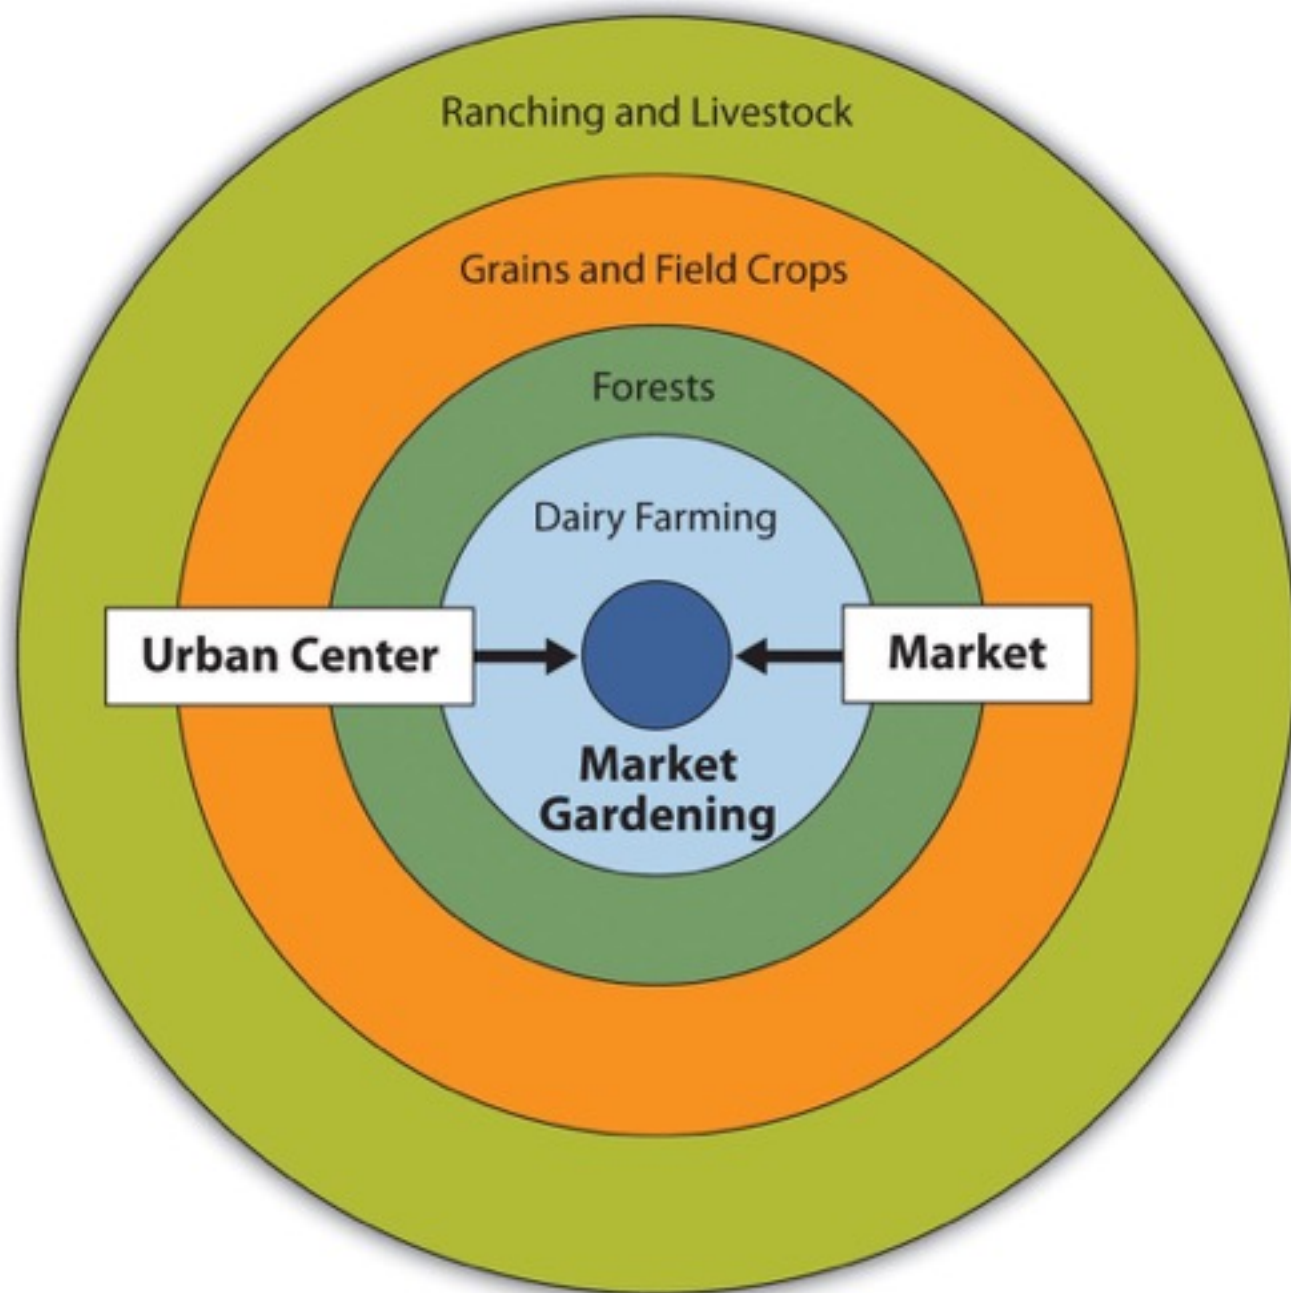 Ranching and Livestock
Grains and Field Crops
Forests
Dairy Farming
Urban Center
Market
Market
Gardening